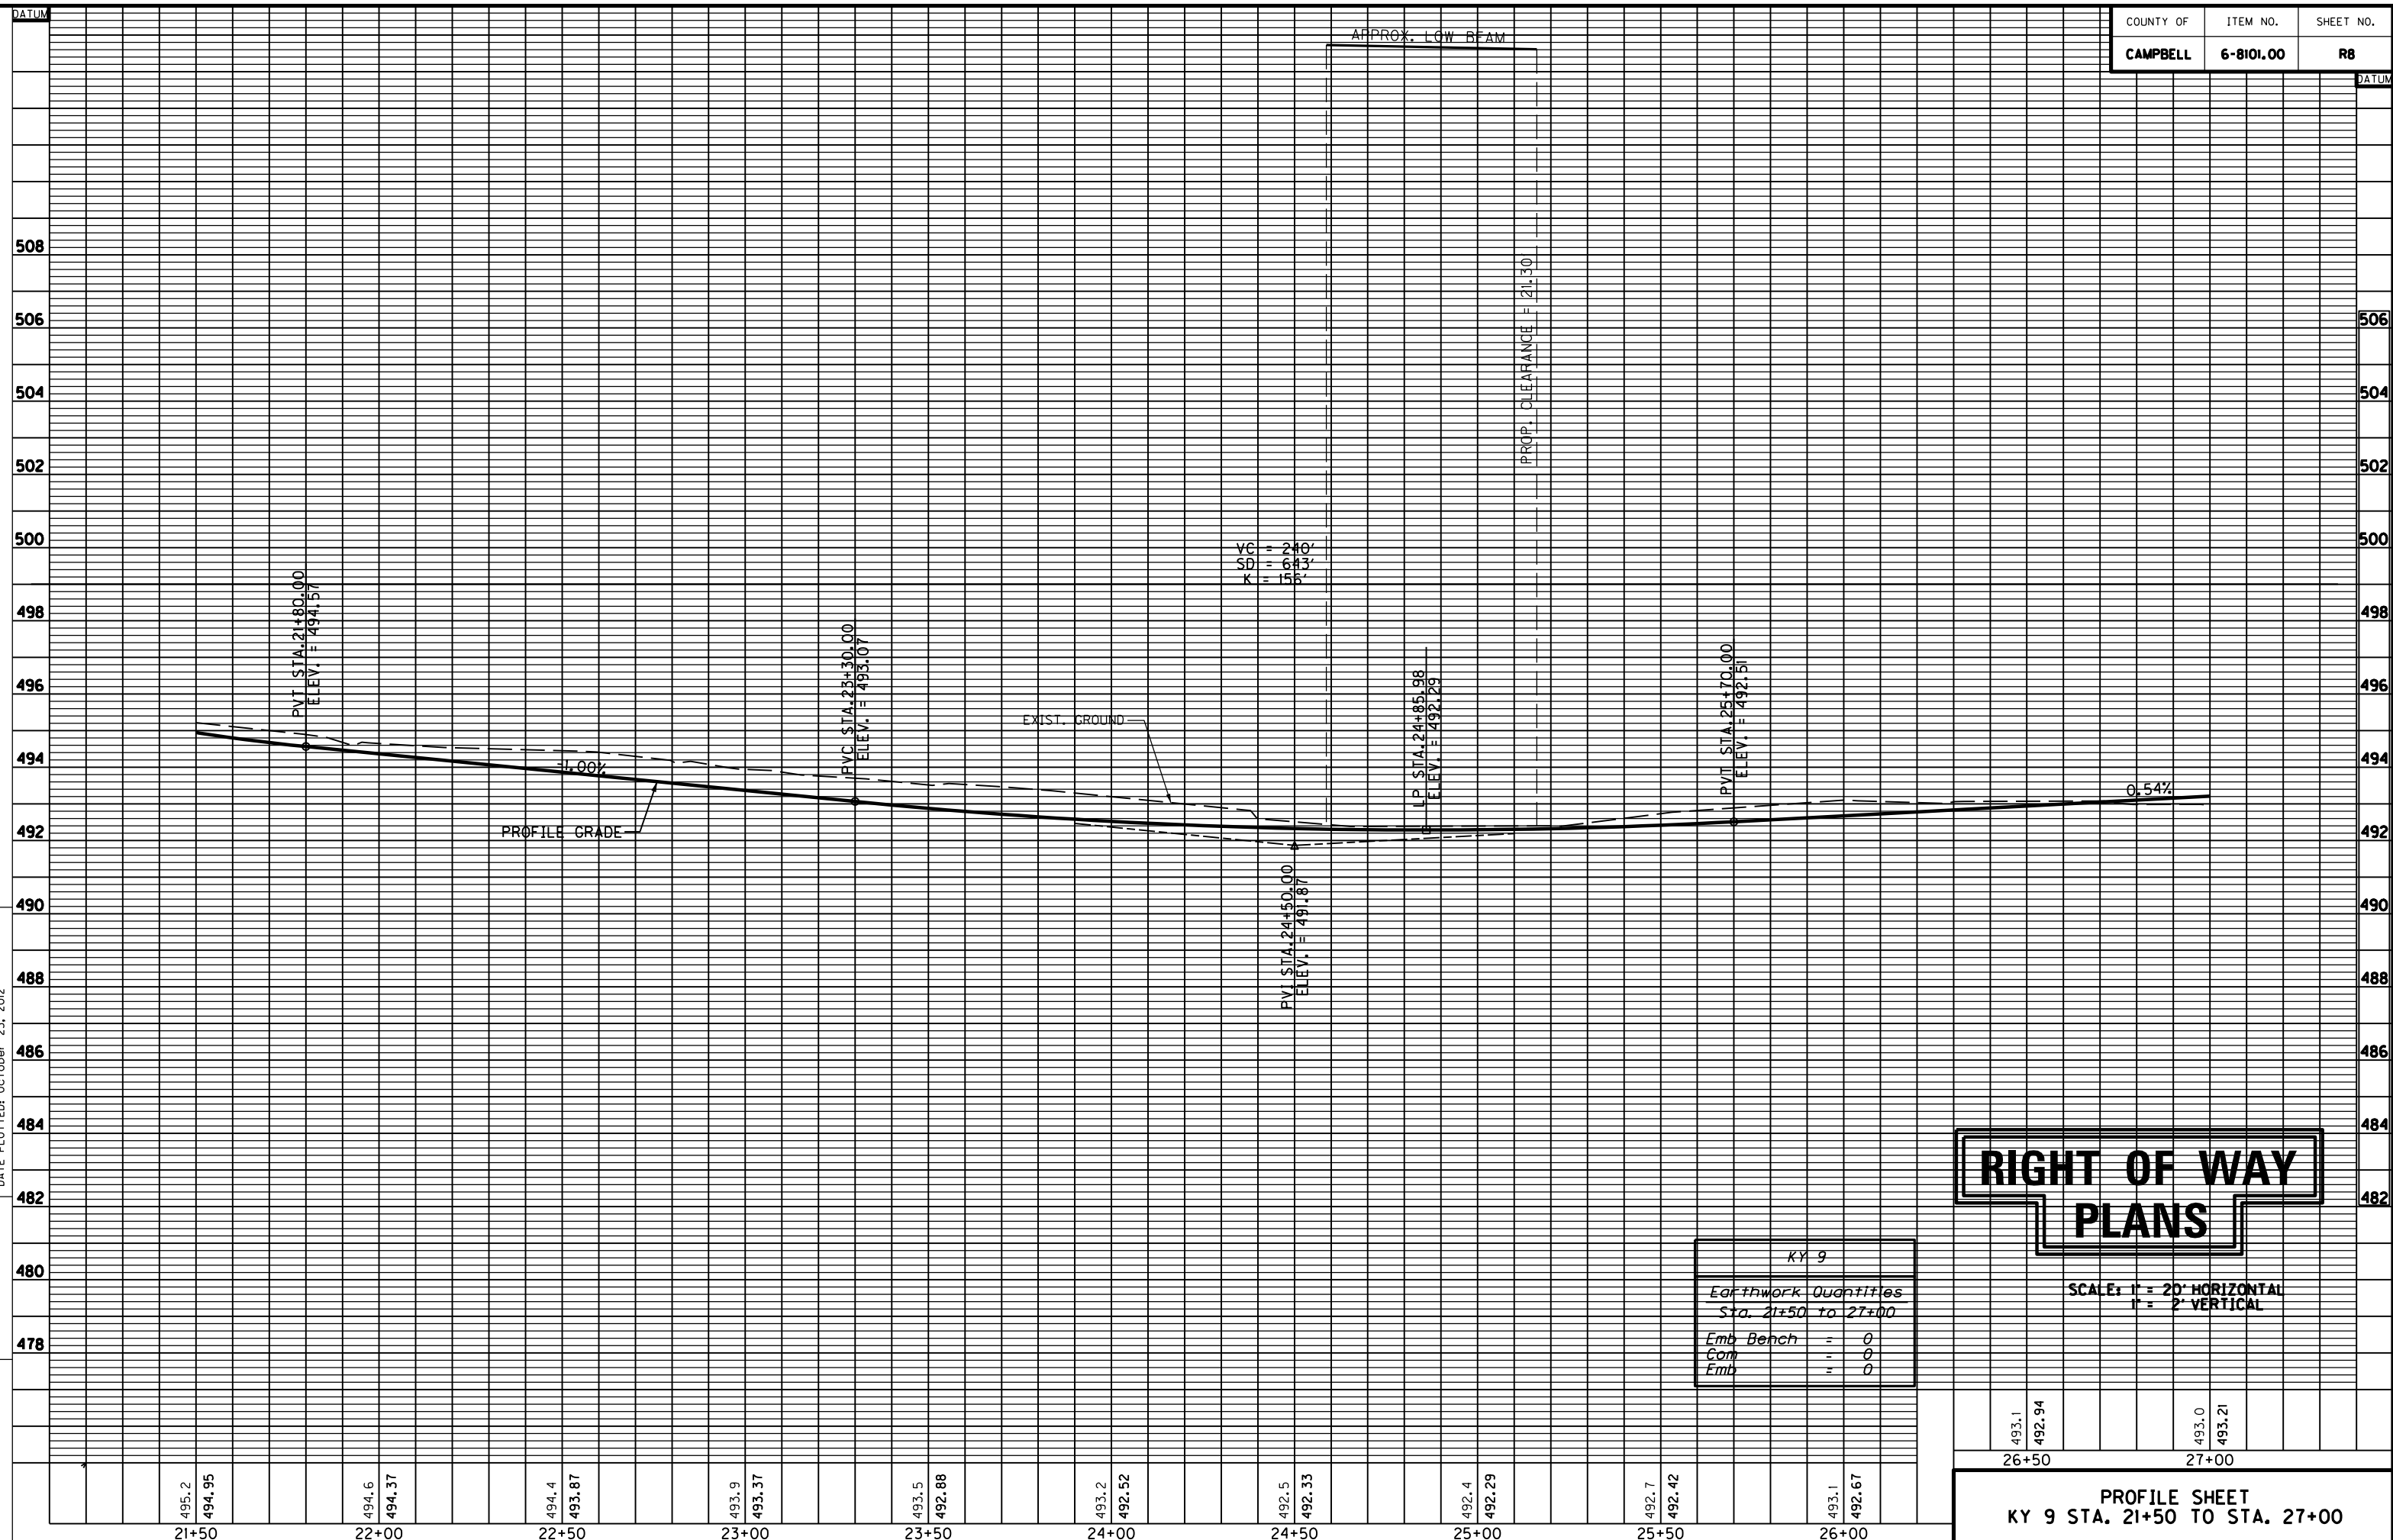 DATUM
COUNTY OF ITEM NO. SHEET NO.
CAMPBELL 6-8101.00 R8
DATUM
APPROX. LOW BEAM
PROP. CLEARANCE = 21.30
508
506
504
502
500
498
496
494
492
490
488
486
484
482
480
478
506
504
502
500
498
496
494
492
490
488
486
484
482
VC = 240'
SD = 643'
K = 156'
PVT STA. 21+80.00
ELEV. = 494.57
PVC STA. 23+30.00
ELEV. = 493.07
EXIST. GROUND
LP STA. 24+85.98
ELEV. = 492.29
PVT STA. 25+70.00
ELEV. = 492.51
-1.00%
0.54%
PROFILE GRADE
PVI STA. 24+50.00
ELEV. = 491.87
DATE PLOTTED: October 23, 2012
RIGHT OF WAY
PLANS
SCALE: 1" = 20' HORIZONTAL
1" = 2' VERTICAL
KY 9
Earthwork Quantities
Sta. 21+50 to 27+00
Emb Bench = 0
Com = 0
Emb = 0
495.2 494.95
494.6 494.37
494.4 493.87
493.9 493.37
493.5 492.88
493.2 492.52
492.5 492.33
492.4 492.29
492.7 492.42
493.1 492.67
493.1 492.94
493.0 493.21
21+50 22+00 22+50 23+00 23+50 24+00 24+50 25+00 25+50 26+00
26+50 27+00
PROFILE SHEET
KY 9 STA. 21+50 TO STA. 27+00